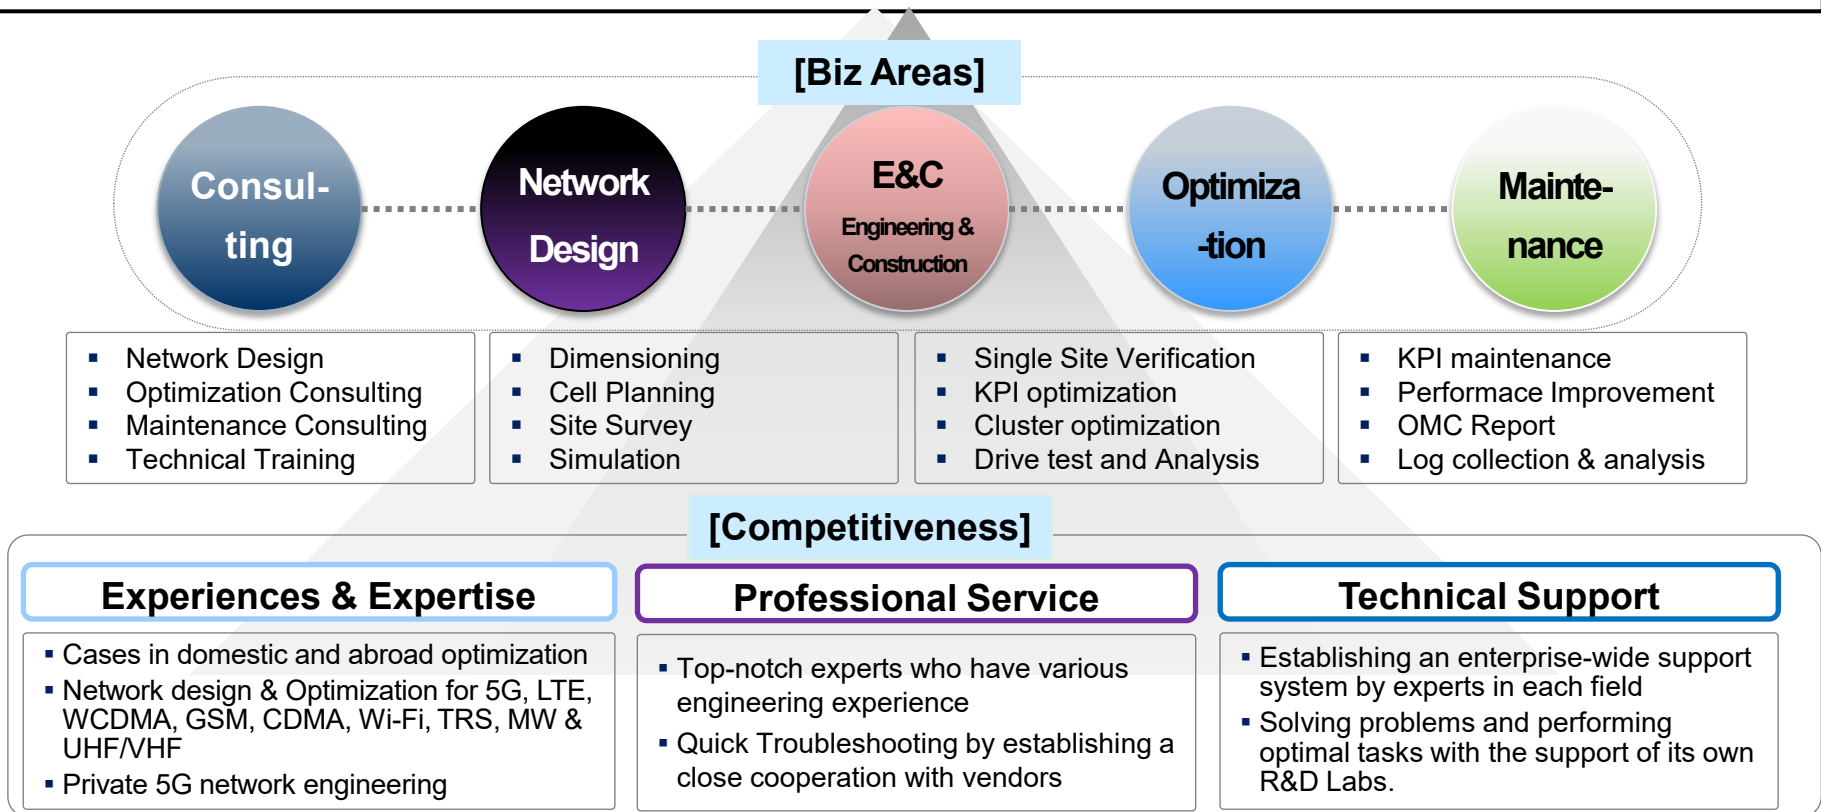 [Biz Areas]
Consul-
ting
Network
Design
E&C
Engineering &
Construction
Optimiza
-tion
Mainte-
nance
▪ Network Design
▪ Optimization Consulting
▪ Maintenance Consulting
▪ Technical Training
▪ Dimensioning
▪ Cell Planning
▪ Site Survey
▪ Simulation
▪ Single Site Verification
▪ KPI optimization
▪ Cluster optimization
▪ Drive test and Analysis
▪ KPI maintenance
▪ Performace Improvement
▪ OMC Report
▪ Log collection & analysis
[Competitiveness]
Experiences & Expertise
▪ Cases in domestic and abroad optimization
▪ Network design & Optimization for 5G, LTE,
WCDMA, GSM, CDMA, Wi-Fi, TRS, MW &
UHF/VHF
▪ Private 5G network engineering
Professional Service
▪ Top-notch experts who have various
engineering experience
▪ Quick Troubleshooting by establishing a
close cooperation with vendors
Technical Support
▪ Establishing an enterprise-wide support
system by experts in each field
▪ Solving problems and performing
optimal tasks with the support of its own
R&D Labs.